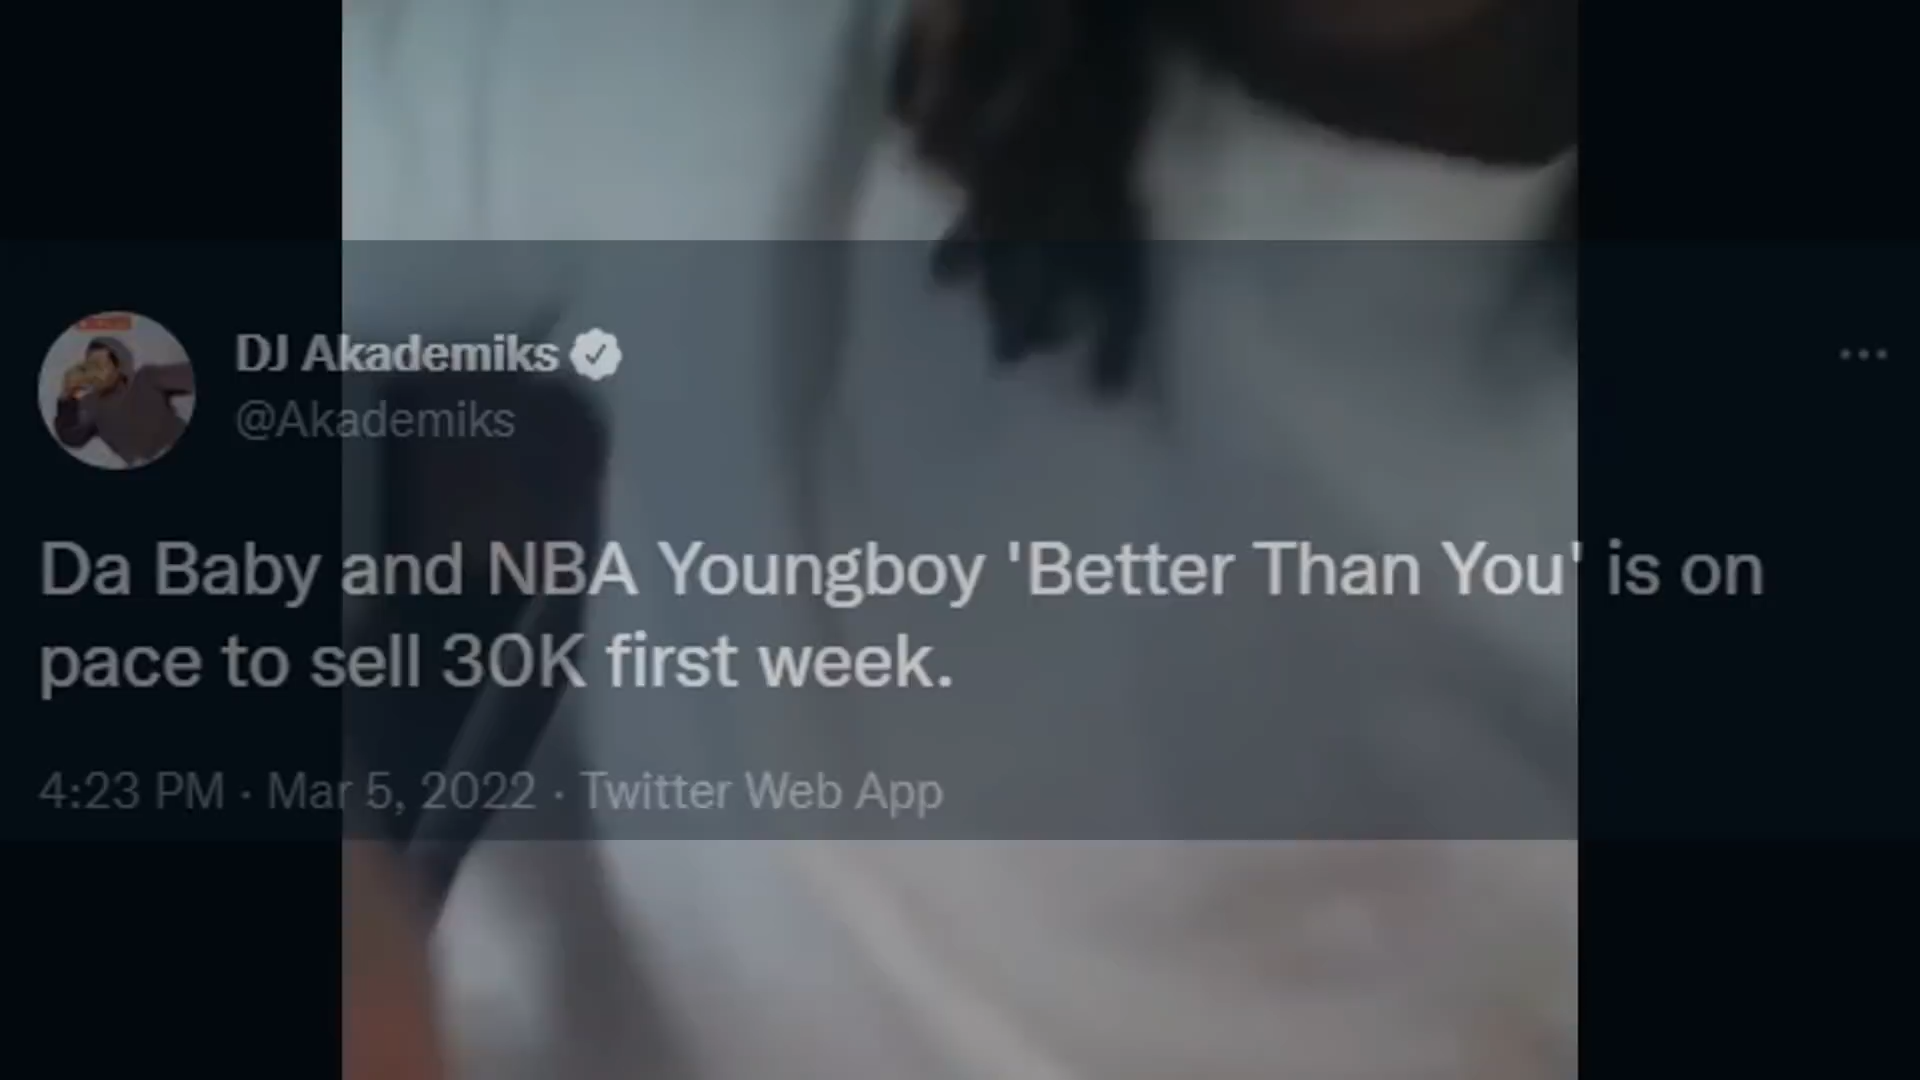 DJ Akademiks
@Akademiks
Da Baby and NBA Youngboy 'Better Than You' is on
pace to sell 30K first week.
4:23 PM · Mar 5, 2022 · Twitter Web App